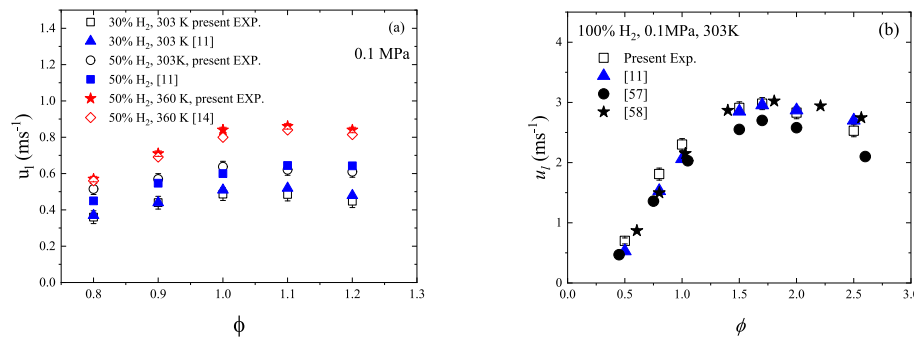 (a)
30% H₂, 303 K present EXP.
30% H₂, 303 K [11]
50% H₂, 303K, present EXP.
50% H₂, [11]
50% H₂, 360 K, present EXP.
50% H₂, 360 K [14]
0.1 MPa
u_l (ms⁻¹)
1.4
1.2
1.0
0.8
0.6
0.4
0.2
0.0
0.8 0.9 1.0 1.1 1.2 1.3
ϕ
100% H₂, 0.1MPa, 303K
(b)
Present Exp.
[11]
[57]
[58]
u_l (ms⁻¹)
4
3
2
1
0
0.0 0.5 1.0 1.5 2.0 2.5 3.0
ϕ